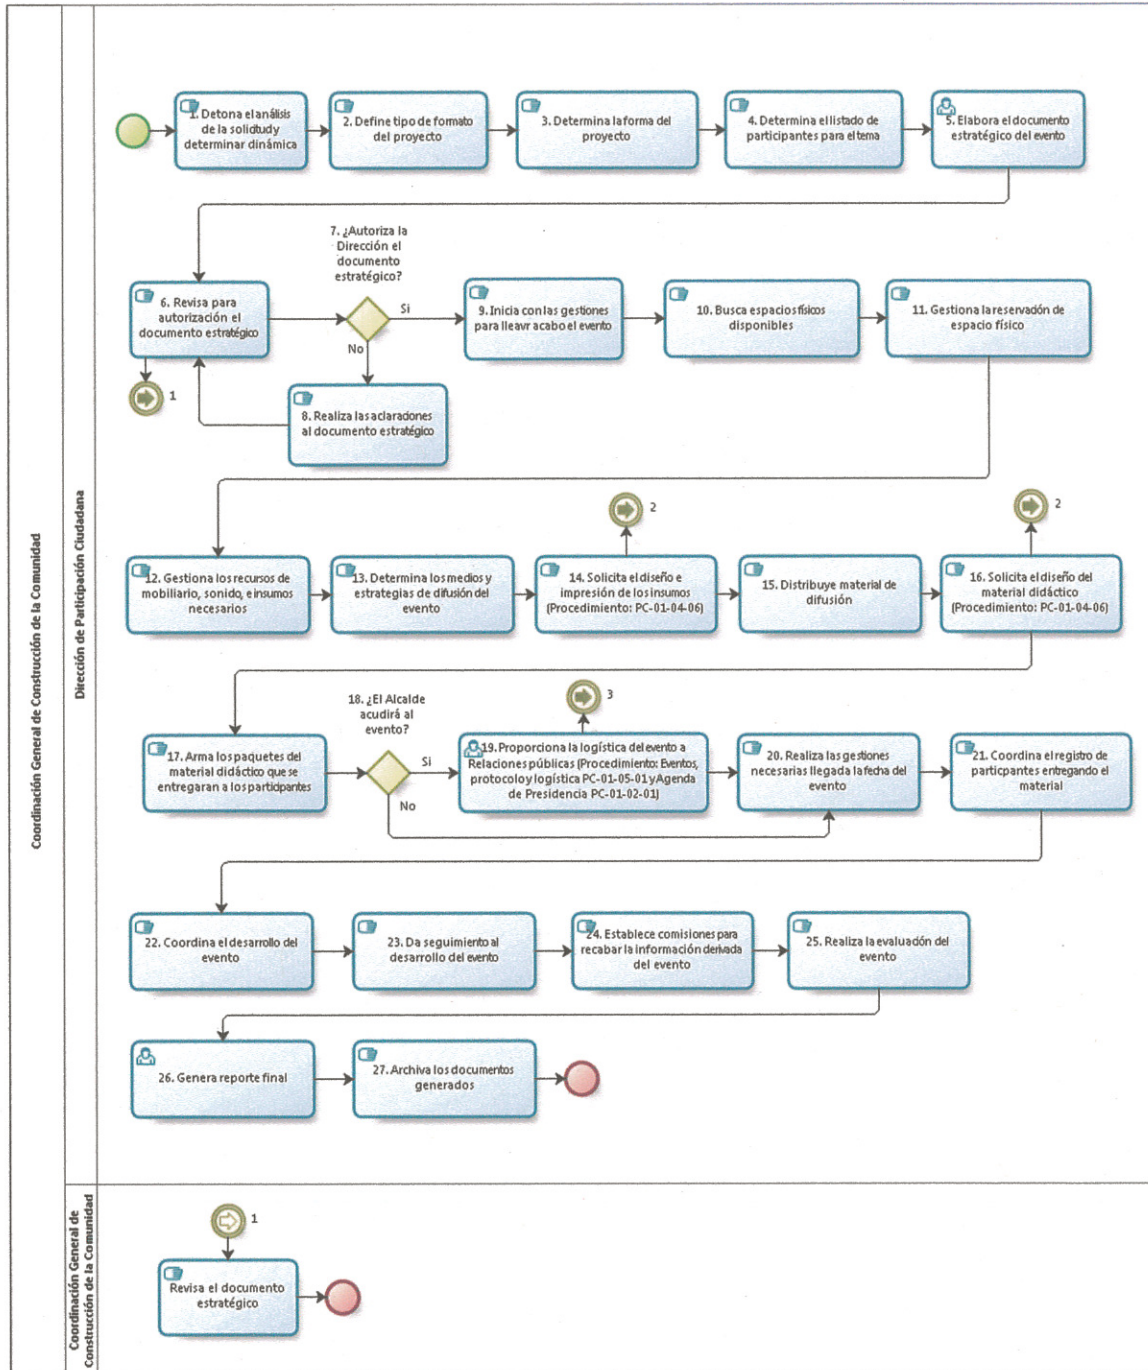 Coordinación General de Construcción de la Comunidad
Dirección de Participación Ciudadana
1. Detona el análisis
de la solicitud y
determinar dinámica
2. Define tipo de formato
del proyecto
3. Determina la forma del
proyecto
4. Determina el listado de
participantes para el tema
5. Elabora el documento
estratégico del evento
6. Revisa para
autorización el
documento estratégico
1
7. ¿Autoriza la
Dirección el
documento
estratégico?
Si
No
8. Realiza las aclaraciones
al documento estratégico
9. Inicia con las gestiones
para lleavr acabo el evento
10. Busca espacios físicos
disponibles
11. Gestiona la reservación de
espacio físico
12. Gestiona los recursos de
mobiliario, sonido, e insumos
necesarios
13. Determina los medios y
estrategias de difusión del
evento
2
14. Solicita el diseño e
impresión de los insumos
(Procedimiento: PC-01-04-06)
15. Distribuye material de
difusión
2
16. Solicita el diseño del
material didáctico
(Procedimiento: PC-01-04-06)
17. Arma los paquetes del
material didáctico que se
entregaran a los participantes
18. ¿El Alcalde
acudirá al
evento?
Si
No
3
19. Proporciona la logística del evento a
Relaciones públicas (Procedimiento: Eventos,
protocolo y logística PC-01-05-01 y Agenda
de Presidencia PC-01-02-01)
20. Realiza las gestiones
necesarias llegada la fecha del
evento
21. Coordina el registro de
particpantes entregando el
material
22. Coordina el desarrollo del
evento
23. Da seguimiento al
desarrollo del evento
24. Establece comisiones para
recabar la información derivada
del evento
25. Realiza la evaluación del
evento
26. Genera reporte final
27. Archiva los documentos
generados
Coordinación General de
Construcción de la Comunidad
1
Revisa el documento
estratégico